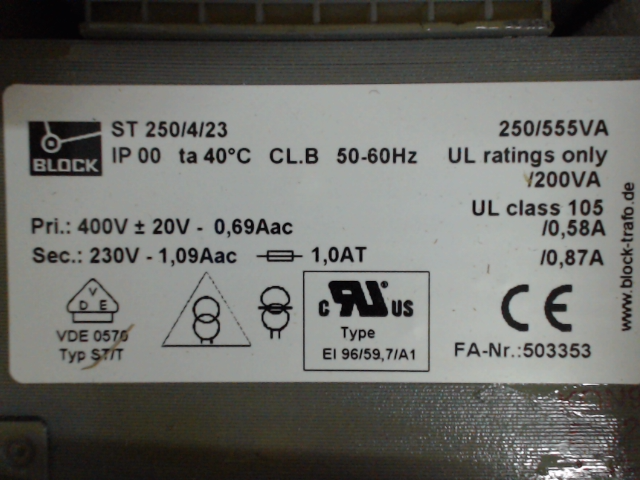 BLOCK
ST 250/4/23 250/555VA
IP 00 ta 40°C CL.B 50-60Hz UL ratings only
/200VA
UL class 105
Pri.: 400V ± 20V - 0,69Aac /0,58A
Sec.: 230V - 1,09Aac 1,0AT /0,87A
V
D E
VDE 0570
Typ ST/T
c RU US
Type
EI 96/59,7/A1
CE
FA-Nr.:503353
www.block-trafo.de